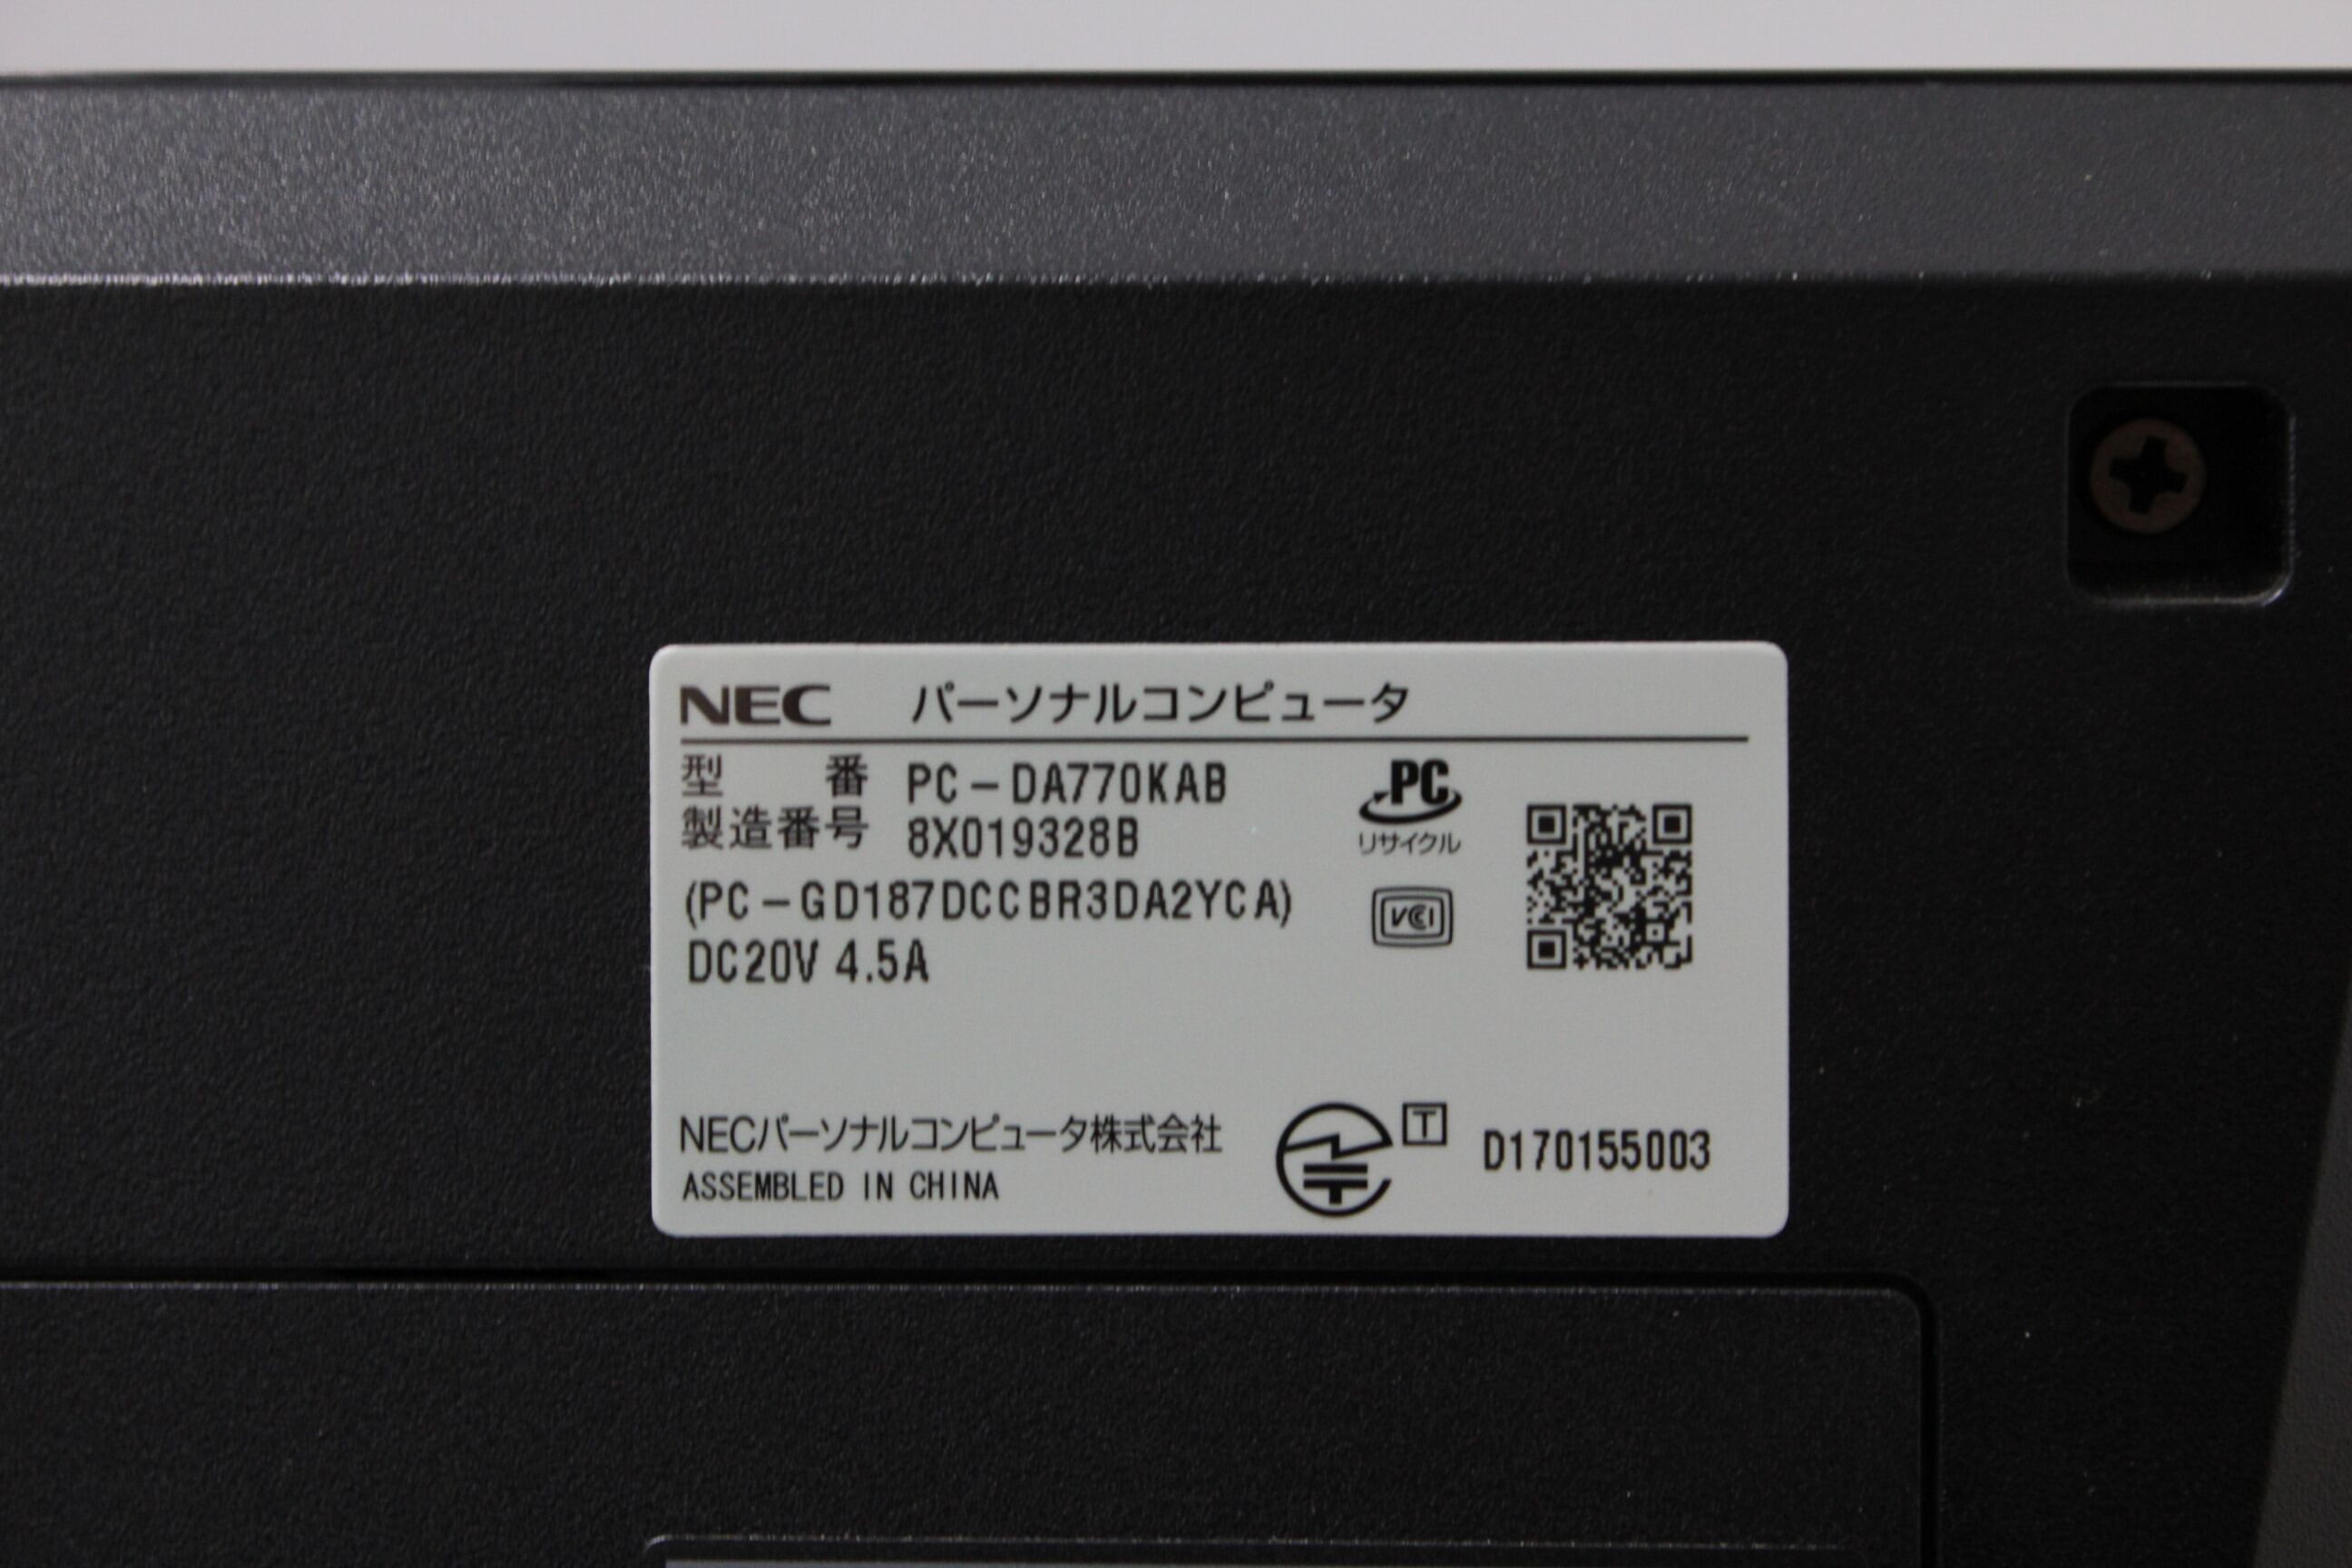 NEC パーソナルコンピュータ
型番 PC-DA770KAB
製造番号 8X019328B
(PC-GD187DCCBR3DA2YCA)
DC20V 4.5A
PC
リサイクル
VCCI
NECパーソナルコンピュータ株式会社
ASSEMBLED IN CHINA
T D170155003